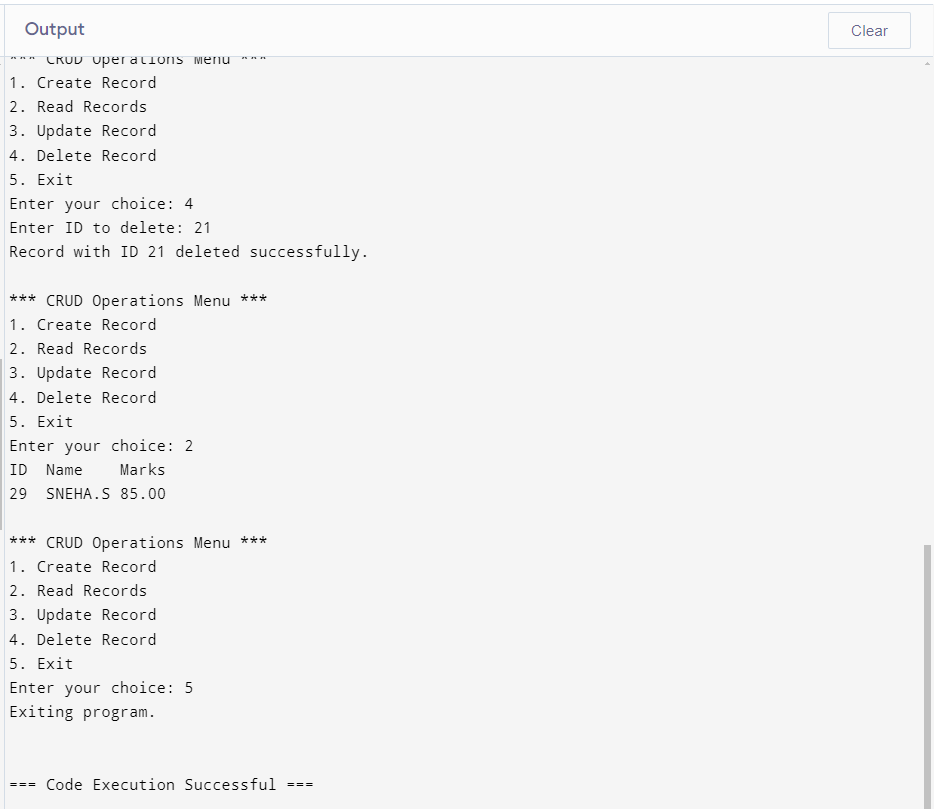 Output
Clear
*** CRUD Operations Menu ***
1. Create Record
2. Read Records
3. Update Record
4. Delete Record
5. Exit
Enter your choice: 4
Enter ID to delete: 21
Record with ID 21 deleted successfully.
*** CRUD Operations Menu ***
1. Create Record
2. Read Records
3. Update Record
4. Delete Record
5. Exit
Enter your choice: 2
ID  Name    Marks
29  SNEHA.S 85.00
*** CRUD Operations Menu ***
1. Create Record
2. Read Records
3. Update Record
4. Delete Record
5. Exit
Enter your choice: 5
Exiting program.
=== Code Execution Successful ===